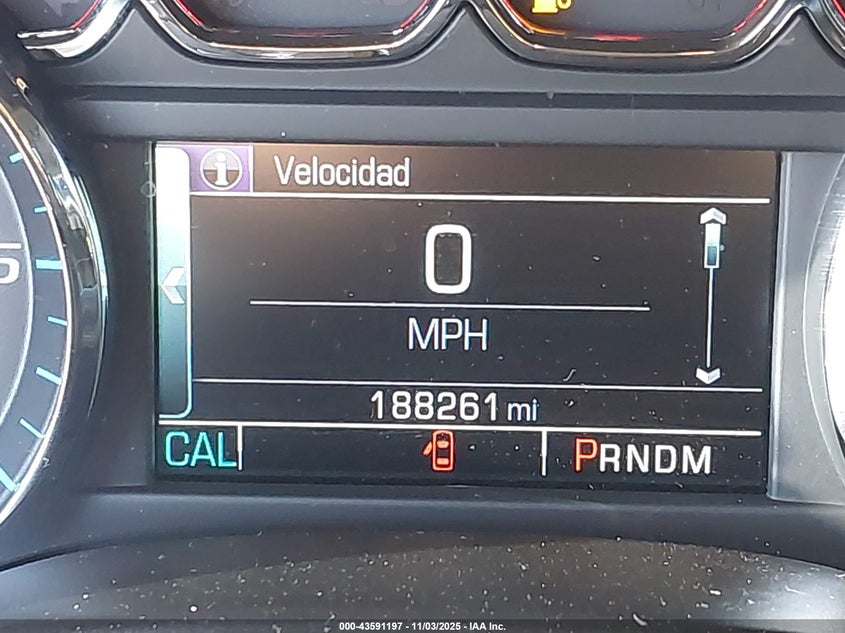 Velocidad
0
MPH
188261 mi
CAL PRNDM
000-43591197 - 11/03/2025 - IAA Inc.